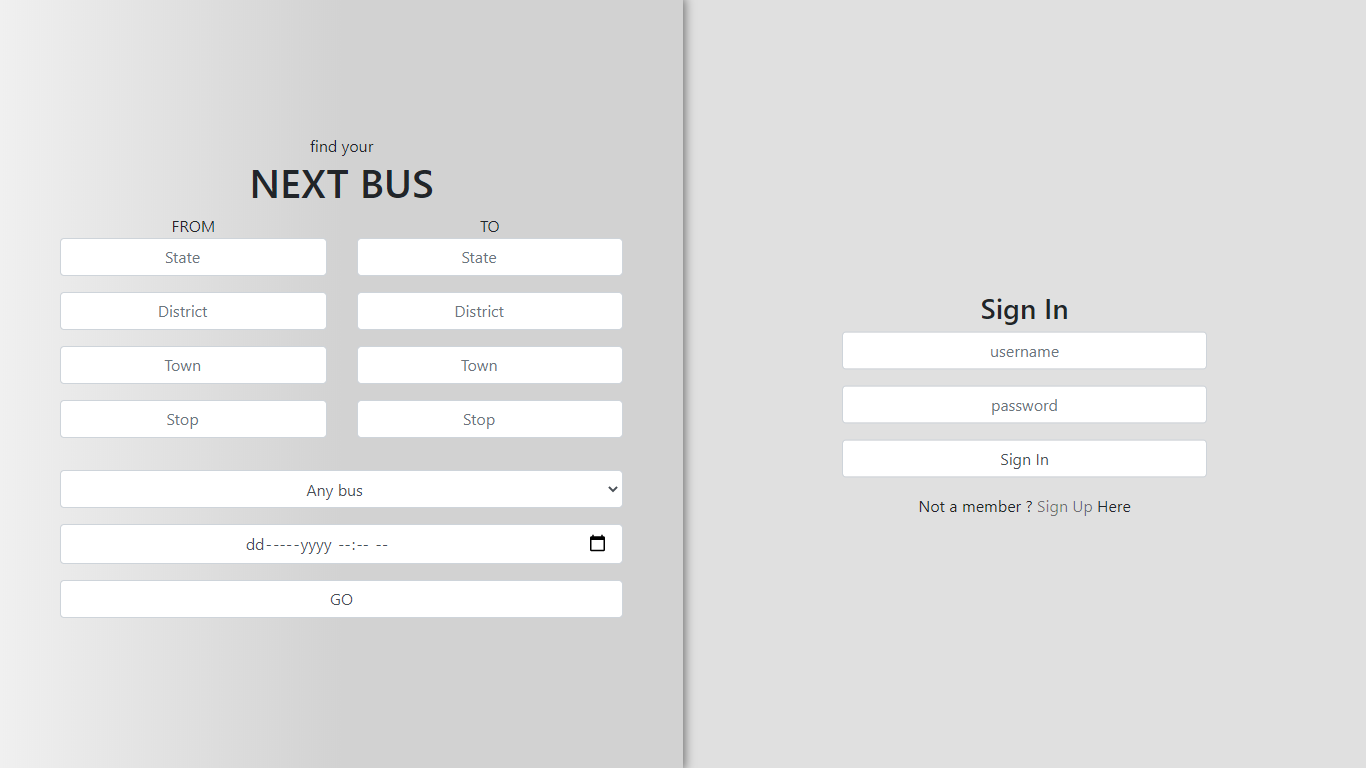 find your
NEXT BUS
FROM TO
State State
District District
Town Town
Stop Stop
Any bus
dd-----yyyy --:-- --
GO
Sign In
username
password
Sign In
Not a member ? Sign Up Here